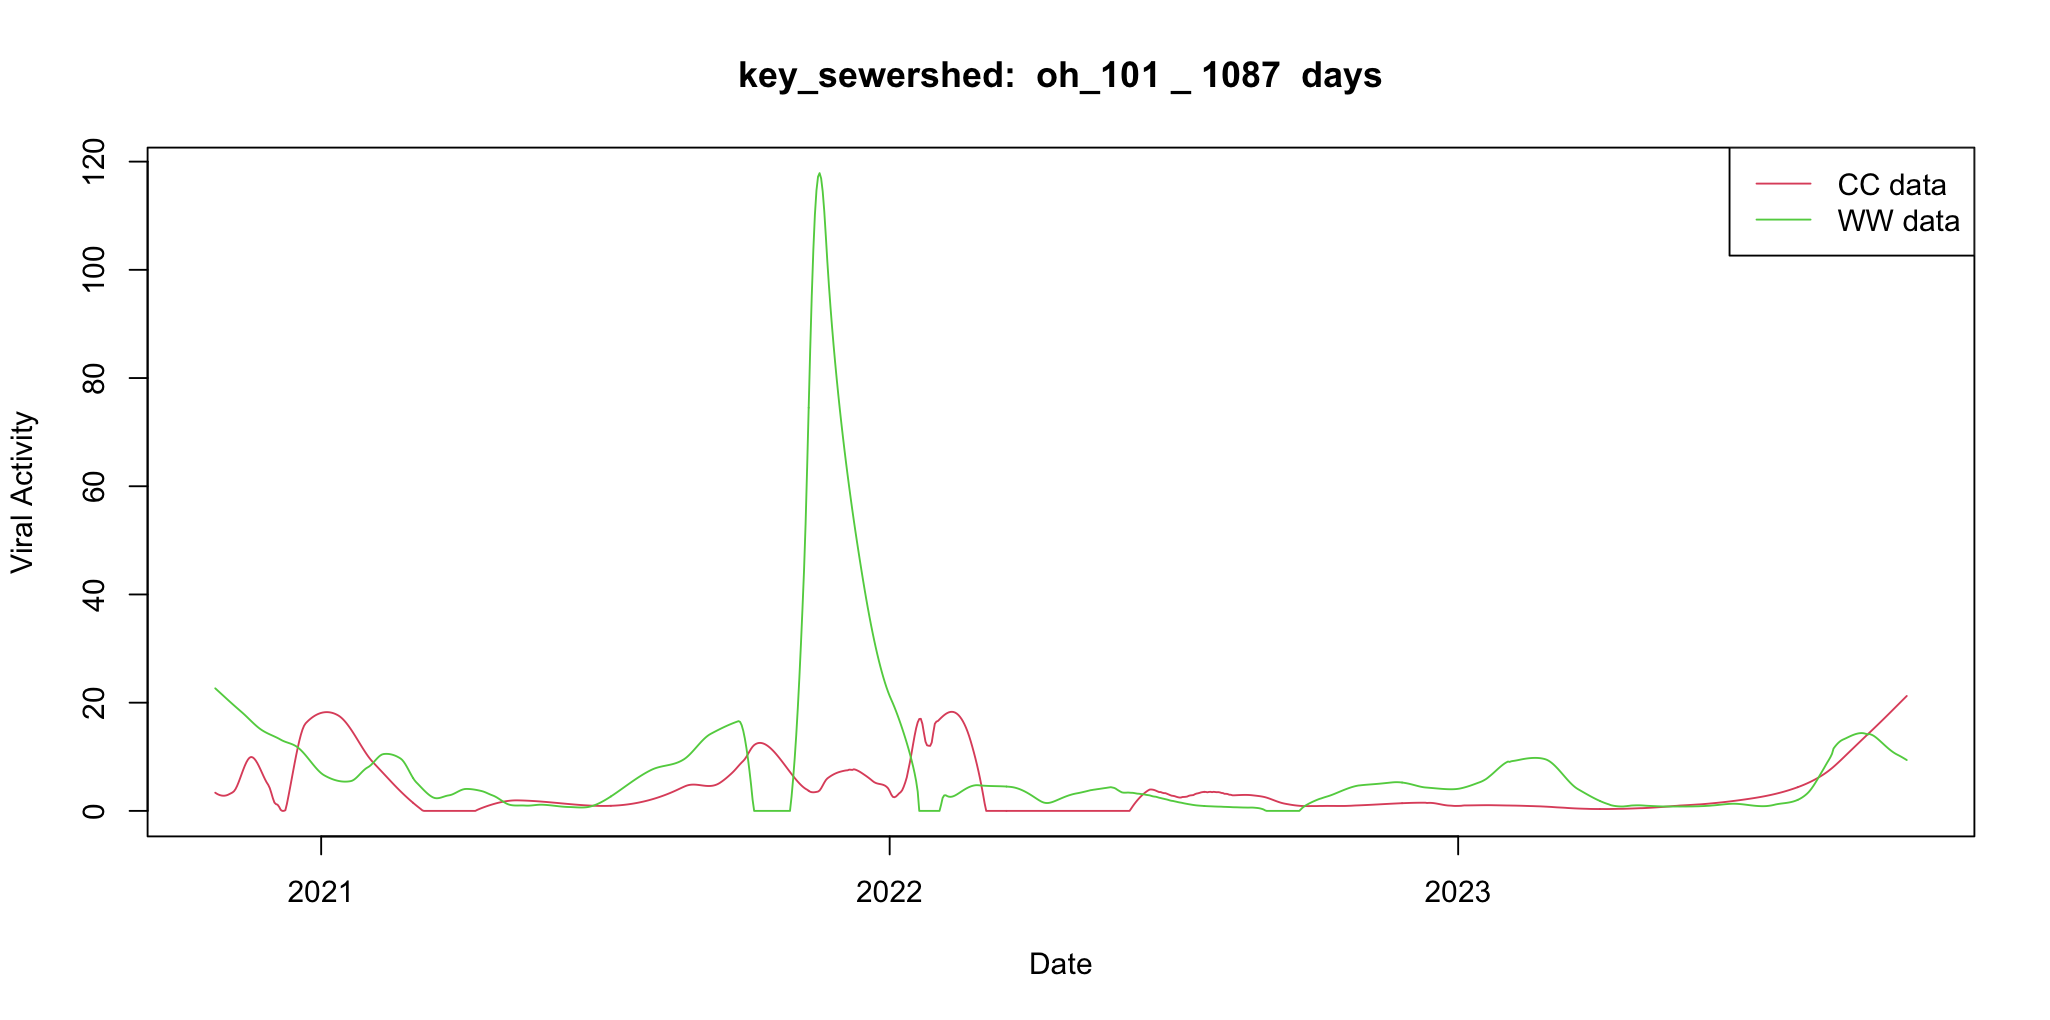 key_sewershed:  oh_101 _ 1087  days
CC data
WW data
120
100
80
60
40
20
0
Viral Activity
2021
2022
2023
Date